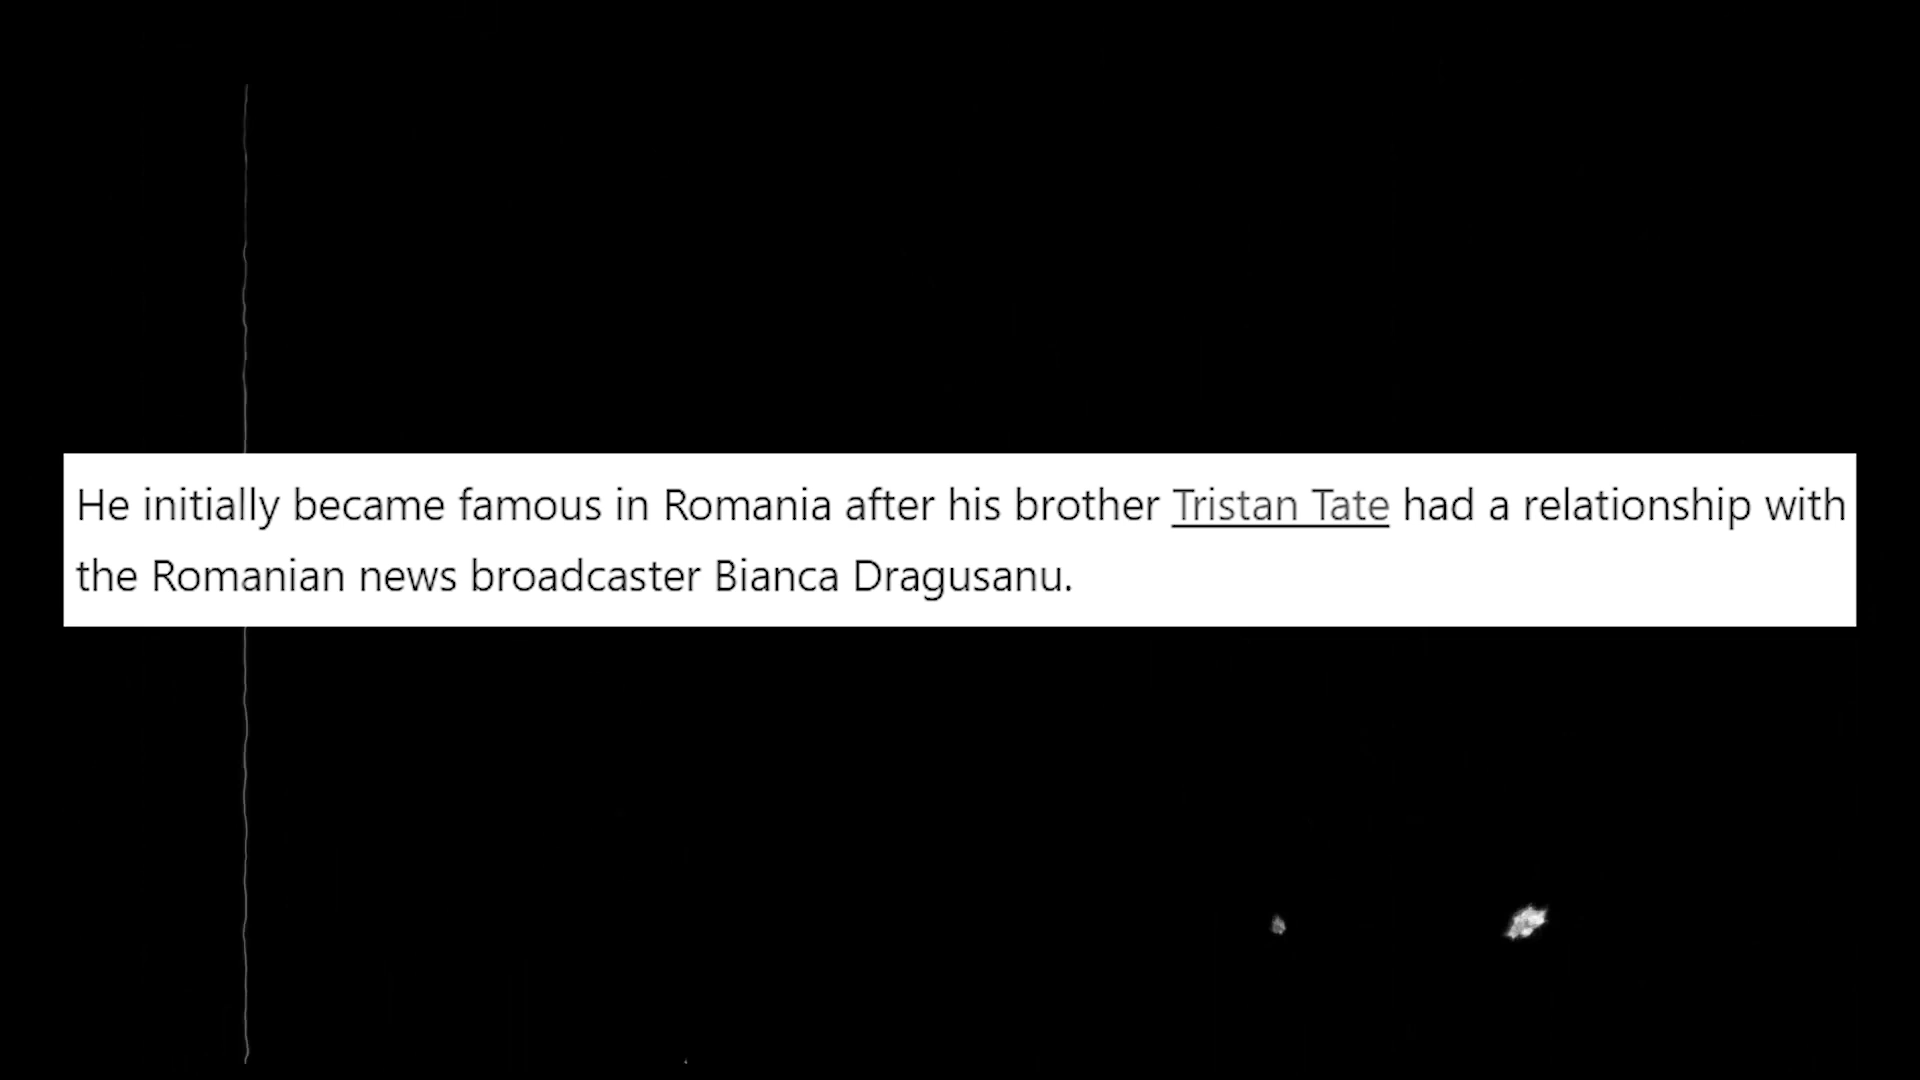 He initially became famous in Romania after his brother Tristan Tate had a relationship with
the Romanian news broadcaster Bianca Dragusanu.